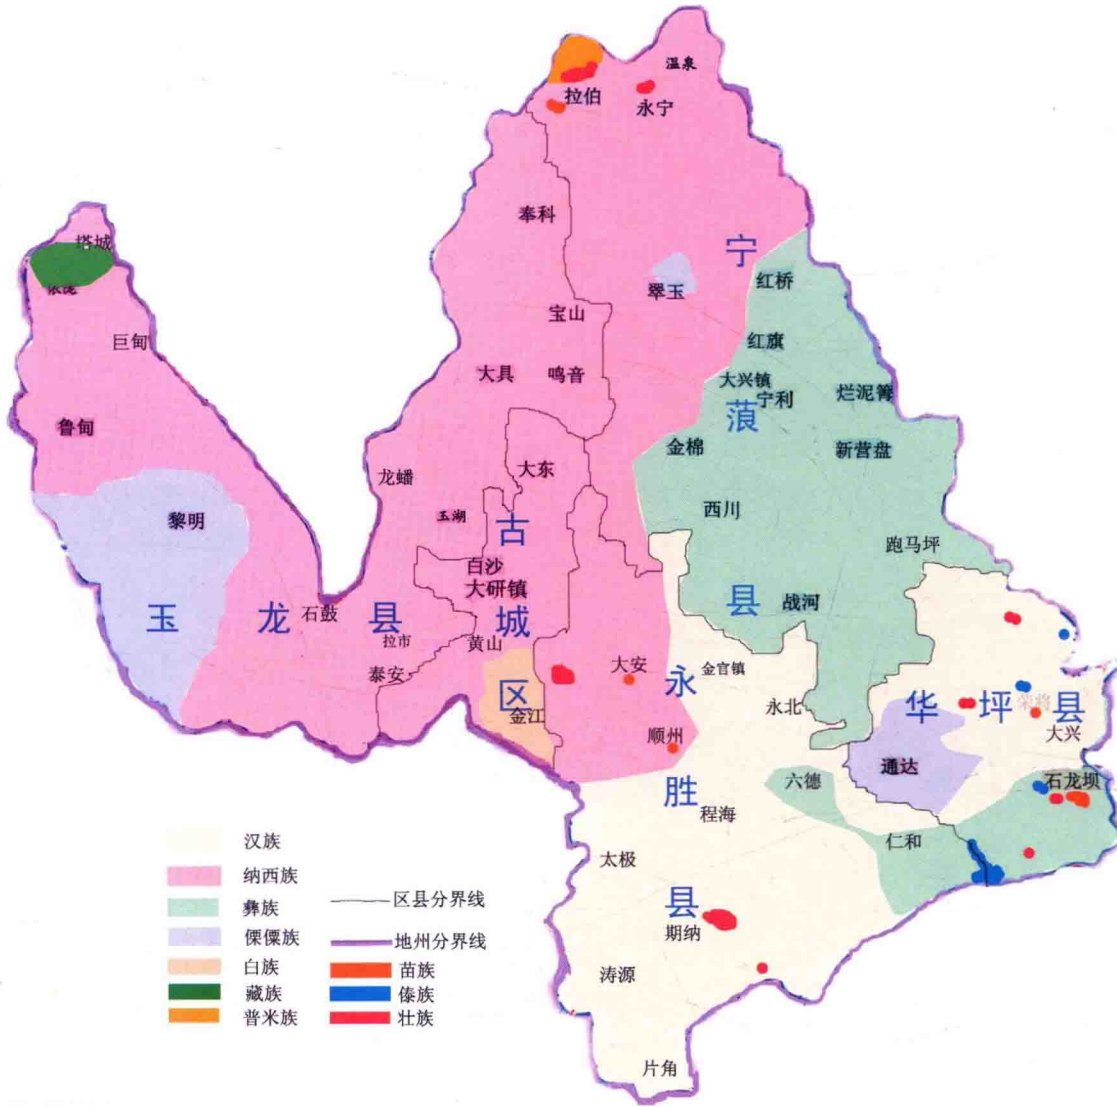 温泉
拉伯
永宁
奉科
塔城
宁
翠玉
红桥
宝山
巨甸
红旗
大具
鸣音
大兴镇
宁利
烂泥箐
鲁甸
蒗
金棉
新营盘
龙蟠
大东
黎明
玉湖
古
西川
跑马坪
白沙
大研镇
县
战河
玉
龙
石鼓
县
城
拉市
黄山
泰安
大安
金官镇
区
永
金江
永北
华
坪
县
荣将
顺州
大兴
通达
石龙坝
六德
胜
程海
仁和
太极
县
期纳
涛源
片角
汉族
纳西族
区县分界线
彝族
傈僳族
地州分界线
白族
苗族
藏族
傣族
普米族
壮族